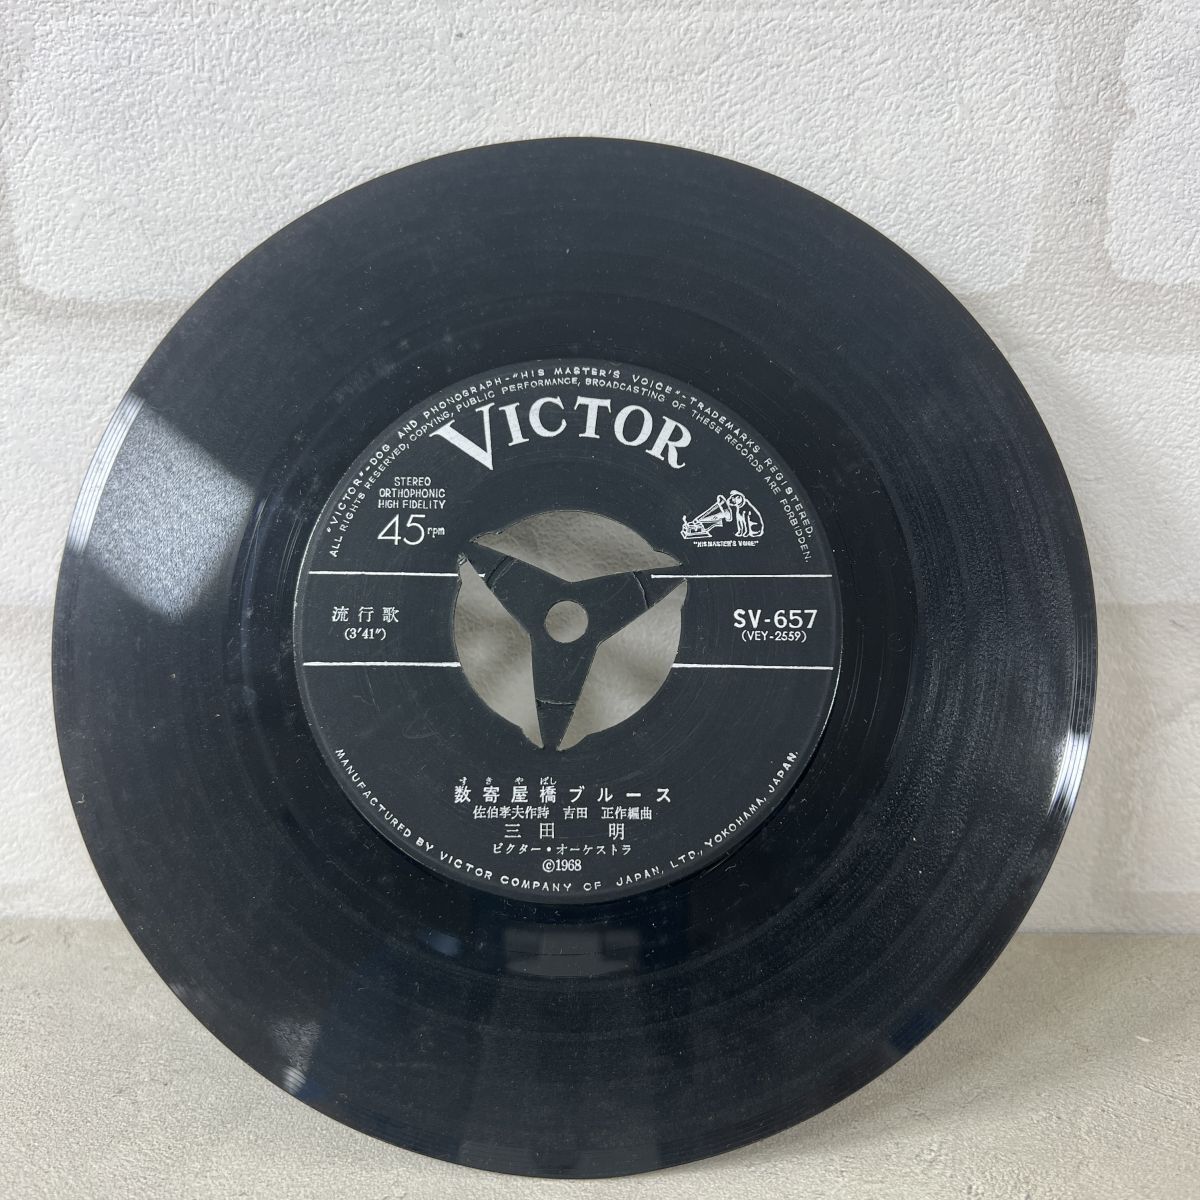 "VICTOR"-DOG AND PHONOGRAPH-"HIS MASTER'S VOICE"-TRADEMARKS REGISTERED.
ALL RIGHTS RESERVED, COPYING, PUBLIC PERFORMANCE, BROADCASTING OF THESE RECORDS ARE FORBIDDEN.
VICTOR
STEREO
ORTHOPHONIC
HIGH FIDELITY
45 rpm
"HIS MASTER'S VOICE"
流行歌
(3′41″)
SV-657
(VEY-2559)
すきやばし
数寄屋橋ブルース
佐伯孝夫作詩 吉田 正作編曲
三田 明
ビクター・オーケストラ
©1968
MANUFACTURED BY VICTOR COMPANY OF JAPAN, LTD., YOKOHAMA, JAPAN.